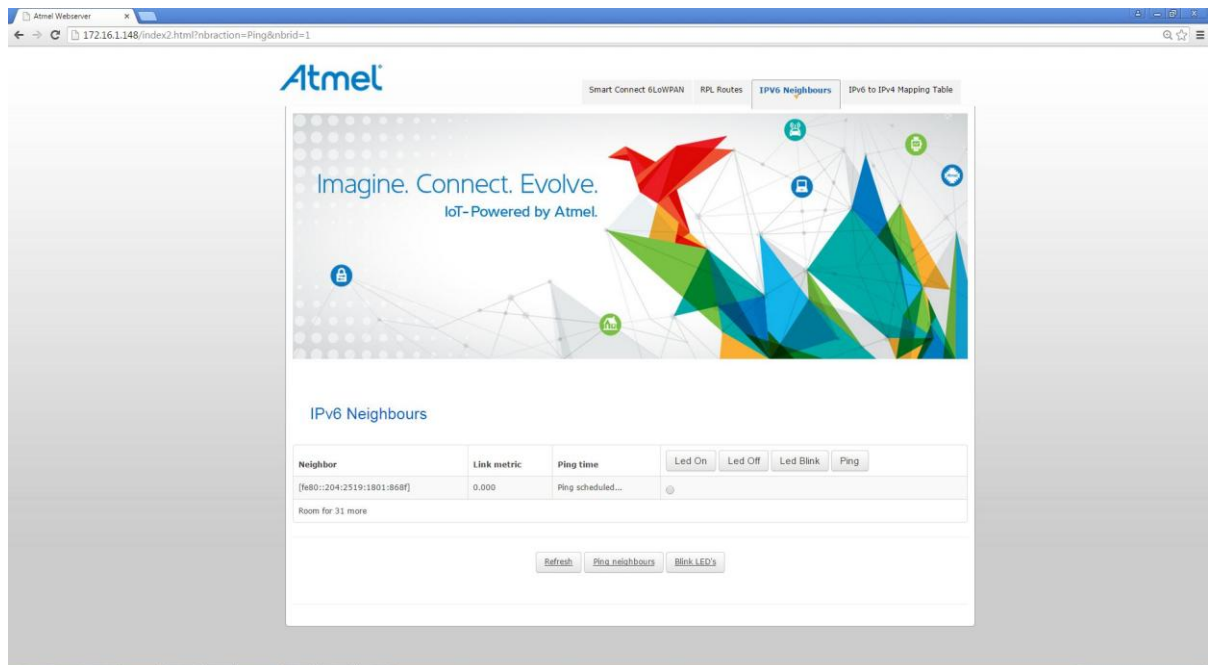 Atmel Webserver
172.16.1.148/index2.html?nbraction=Ping&nbrid=1
Atmel
Smart Connect 6LoWPAN RPL Routes IPV6 Neighbours IPv6 to IPv4 Mapping Table
Imagine. Connect. Evolve.
IoT-Powered by Atmel.
IPv6 Neighbours
Neighbor Link metric Ping time Led On Led Off Led Blink Ping
[fe80::204:2519:1801:868f] 0.000 Ping scheduled...
Room for 31 more
Refresh Ping neighbours Blink LED's